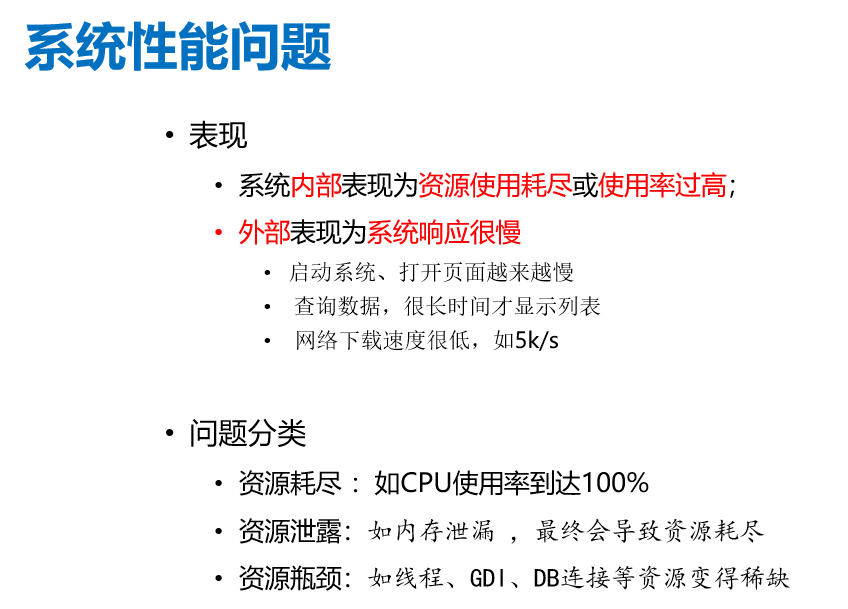 系统性能问题
• 表现
• 系统内部表现为资源使用耗尽或使用率过高；
• 外部表现为系统响应很慢
• 启动系统、打开页面越来越慢
• 查询数据，很长时间才显示列表
• 网络下载速度很低，如5k/s
• 问题分类
• 资源耗尽 ：如CPU使用率到达100%
• 资源泄露：如内存泄漏 ，最终会导致资源耗尽
• 资源瓶颈：如线程、GDI、DB连接等资源变得稀缺